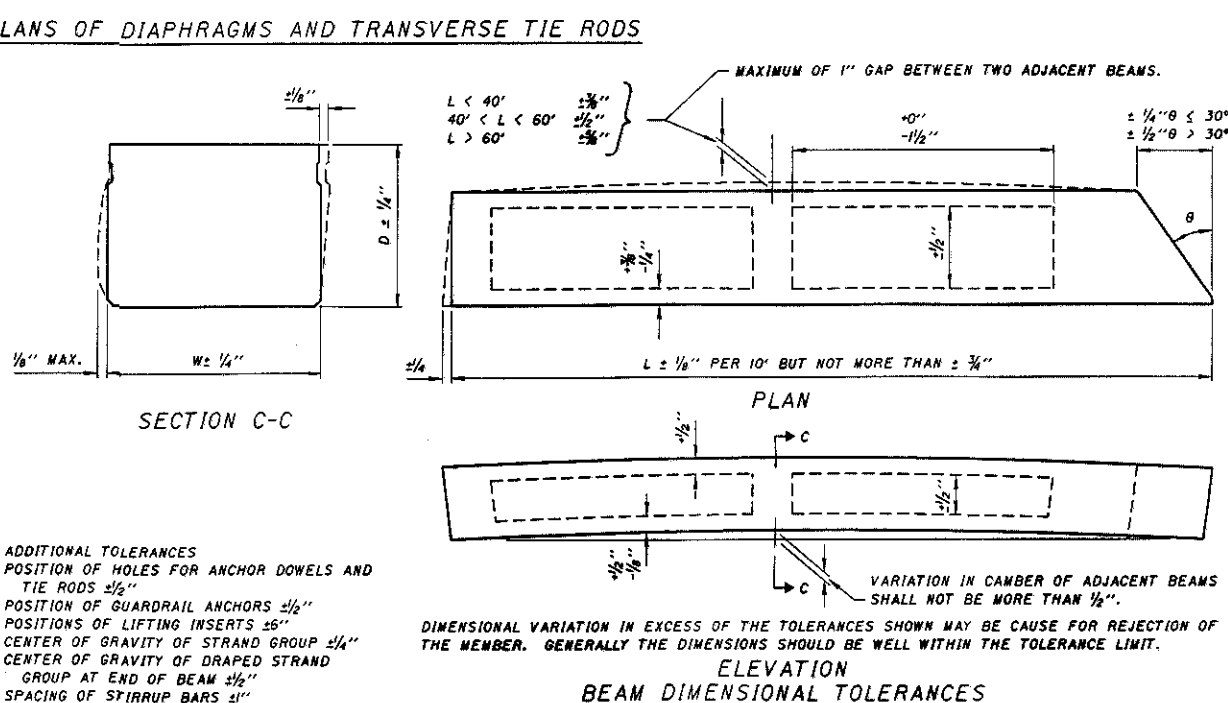 LANS OF DIAPHRAGMS AND TRANSVERSE TIE RODS
±1/8"
D ± 1/4"
1/8" MAX.
W± 1/4"
SECTION C-C
MAXIMUM OF 1" GAP BETWEEN TWO ADJACENT BEAMS.
L < 40' ±3/8"
40' < L < 60' ±1/2"
L > 60' ±5/8"
+0"
-1 1/2"
± 1/4"θ ≤ 30°
± 1/2"θ > 30°
θ
+3/8"
-1/4"
±1/2"
±1/4
L ± 1/8" PER 10' BUT NOT MORE THAN ± 3/4"
PLAN
+1/2"
C
±1/2"
+1/2"
-1/8"
C
VARIATION IN CAMBER OF ADJACENT BEAMS
SHALL NOT BE MORE THAN 1/2".
ADDITIONAL TOLERANCES
POSITION OF HOLES FOR ANCHOR DOWELS AND
TIE RODS ±1/2"
POSITION OF GUARDRAIL ANCHORS ±1/2"
POSITIONS OF LIFTING INSERTS ±6"
CENTER OF GRAVITY OF STRAND GROUP ±1/4"
CENTER OF GRAVITY OF DRAPED STRAND
GROUP AT END OF BEAM ±1/2"
SPACING OF STIRRUP BARS ±1"
DIMENSIONAL VARIATION IN EXCESS OF THE TOLERANCES SHOWN MAY BE CAUSE FOR REJECTION OF
THE MEMBER. GENERALLY THE DIMENSIONS SHOULD BE WELL WITHIN THE TOLERANCE LIMIT.
ELEVATION
BEAM DIMENSIONAL TOLERANCES